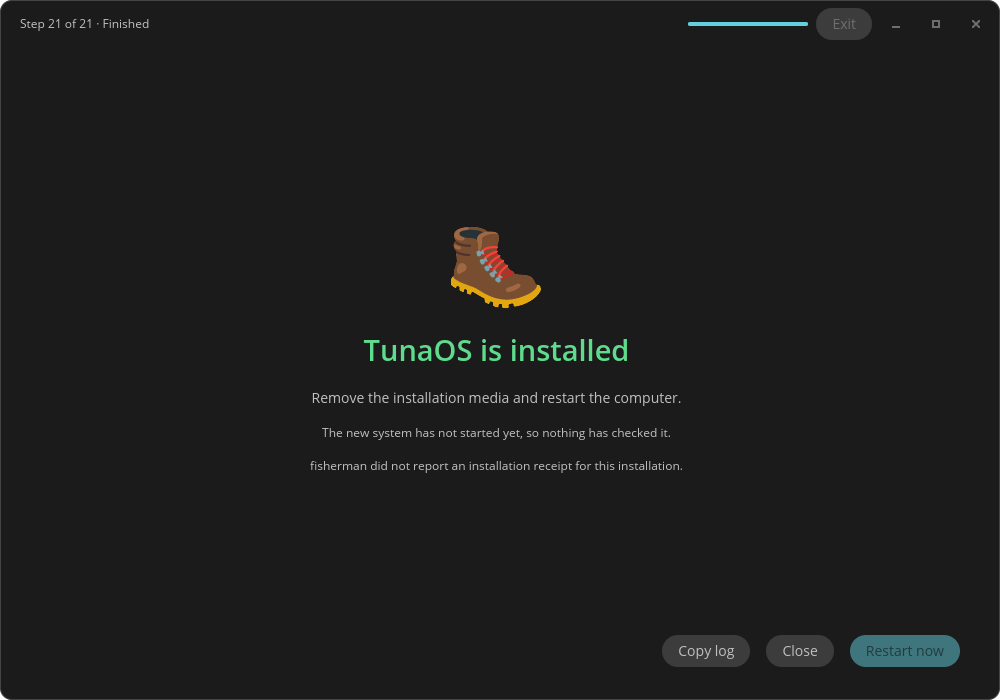 Step 21 of 21 · Finished
Exit
TunaOS is installed
Remove the installation media and restart the computer.
The new system has not started yet, so nothing has checked it.
fisherman did not report an installation receipt for this installation.
Copy log
Close
Restart now